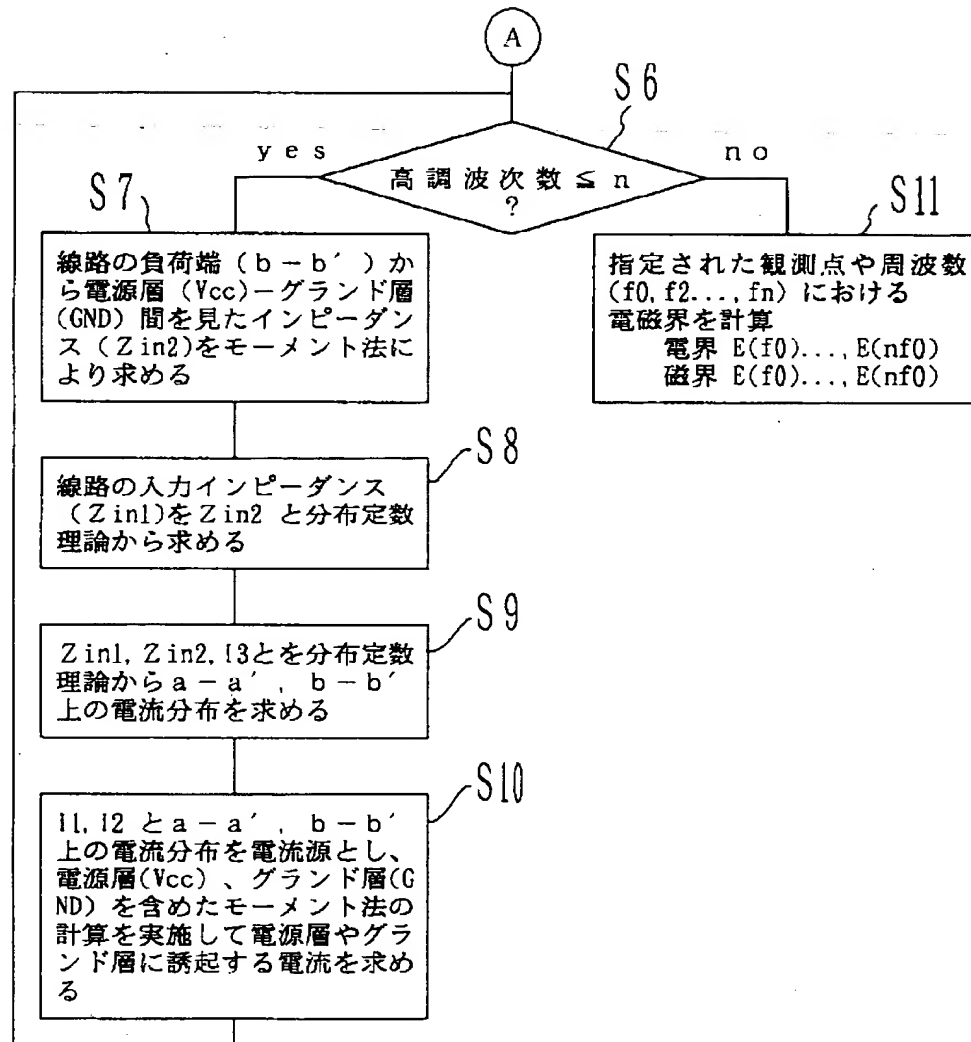 A
S6
yes
no
高調波次数≦n
?
S7
線路の負荷端(b-b′)か
ら電源層(Vcc)-グランド層
(GND)間を見たインピーダン
ス(Zin2)をモーメント法に
より求める
S11
指定された観測点や周波数
(f0,f2...,fn)における
電磁界を計算
電界 E(f0)...,E(nf0)
磁界 E(f0)...,E(nf0)
S8
線路の入力インピーダンス
(Zin1)をZin2 と分布定数
理論から求める
S9
Zin1,Zin2,I3とを分布定数
理論からa-a′, b-b′
上の電流分布を求める
S10
I1,I2 とa-a′, b-b′
上の電流分布を電流源とし、
電源層(Vcc)、グランド層(G
ND)を含めたモーメント法の
計算を実施して電源層やグラ
ンド層に誘起する電流を求め
る